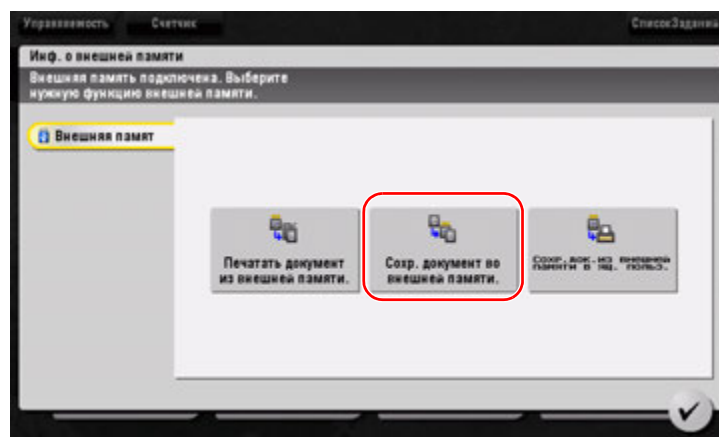 Управляемость Счетчик СписокЗаданий
Инф. о внешней памяти
Внешняя память подключена. Выберите
нужную функцию внешней памяти.
Внешняя памят
Печатать документ
из внешней памяти.
Сохр. документ во
внешней памяти.
Сохр.док.из внешней
памяти в ящ. польз.